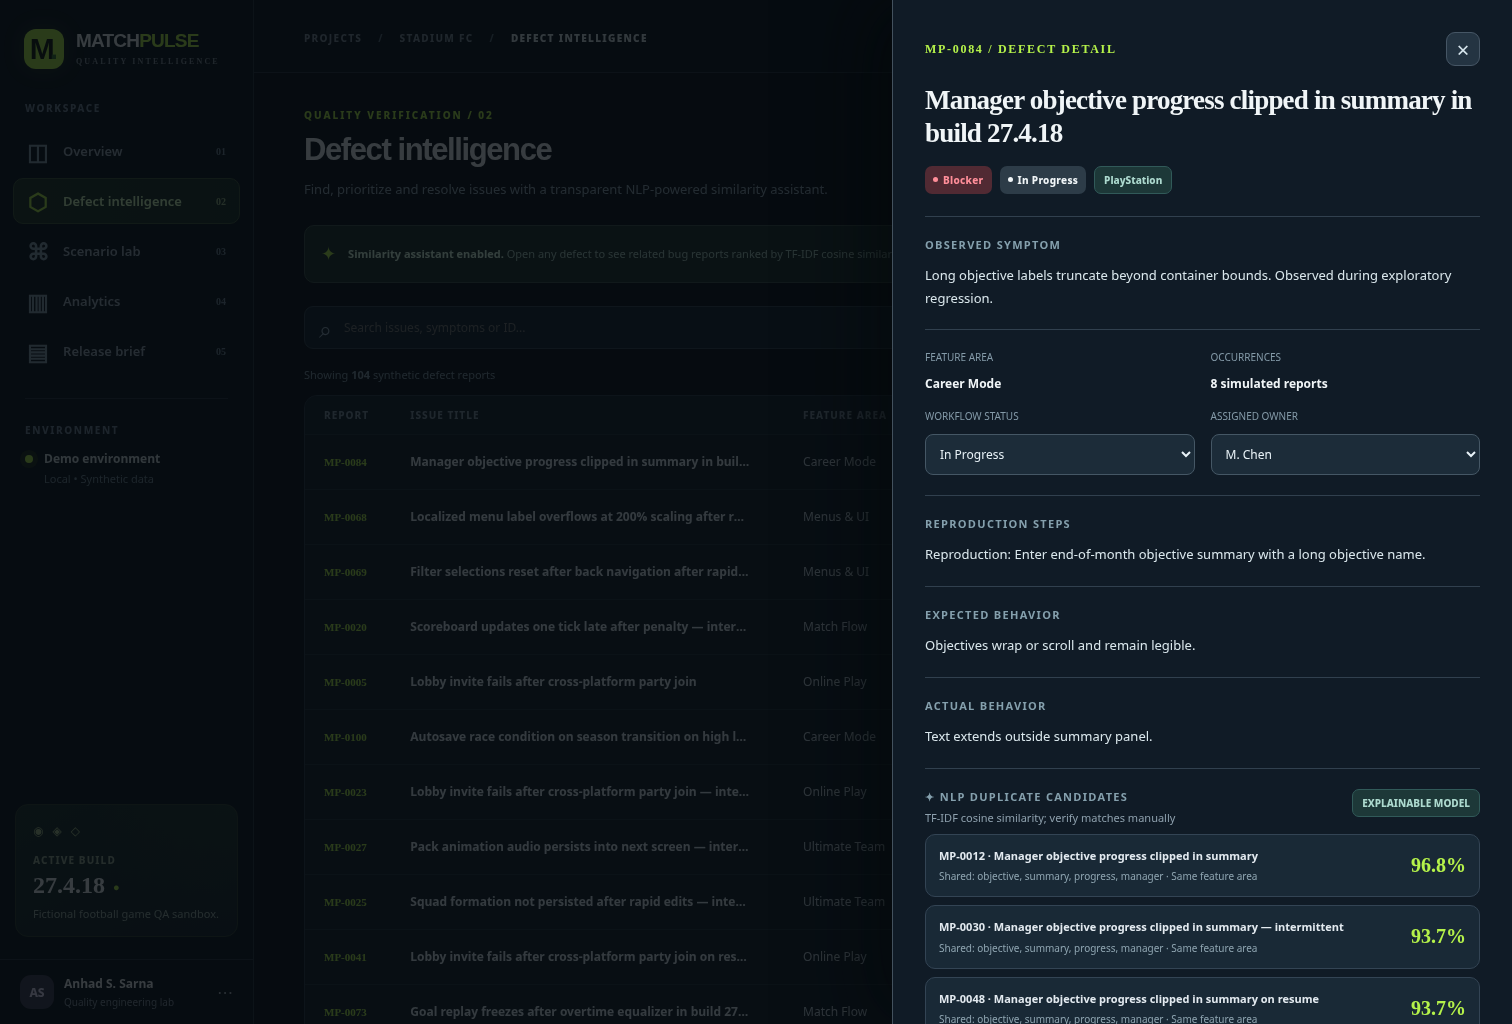 M
MATCHPULSE
QUALITY INTELLIGENCE
WORKSPACE
Overview 01
Defect intelligence 02
Scenario lab 03
Analytics 04
Release brief 05
ENVIRONMENT
Demo environment
Local • Synthetic data
ACTIVE BUILD
27.4.18
Fictional football game QA sandbox.
AS
Anhad S. Sarna
Quality engineering lab
PROJECTS / STADIUM FC / DEFECT INTELLIGENCE
QUALITY VERIFICATION / 02
Defect intelligence
Find, prioritize and resolve issues with a transparent NLP-powered similarity assistant.
Similarity assistant enabled. Open any defect to see related bug reports ranked by TF-IDF cosine similar
Search issues, symptoms or ID...
Showing 104 synthetic defect reports
REPORT ISSUE TITLE FEATURE AREA
MP-0084 Manager objective progress clipped in summary in buil... Career Mode
MP-0068 Localized menu label overflows at 200% scaling after r... Menus & UI
MP-0069 Filter selections reset after back navigation after rapid... Menus & UI
MP-0020 Scoreboard updates one tick late after penalty — inter... Match Flow
MP-0005 Lobby invite fails after cross-platform party join Online Play
MP-0100 Autosave race condition on season transition on high l... Career Mode
MP-0023 Lobby invite fails after cross-platform party join — inte... Online Play
MP-0027 Pack animation audio persists into next screen — inter... Ultimate Team
MP-0025 Squad formation not persisted after rapid edits — inte... Ultimate Team
MP-0041 Lobby invite fails after cross-platform party join on res... Online Play
MP-0073 Goal replay freezes after overtime equalizer in build 27... Match Flow
MP-0084 / DEFECT DETAIL
Manager objective progress clipped in summary in
build 27.4.18
Blocker In Progress PlayStation
OBSERVED SYMPTOM
Long objective labels truncate beyond container bounds. Observed during exploratory
regression.
FEATURE AREA OCCURRENCES
Career Mode 8 simulated reports
WORKFLOW STATUS ASSIGNED OWNER
In Progress M. Chen
REPRODUCTION STEPS
Reproduction: Enter end-of-month objective summary with a long objective name.
EXPECTED BEHAVIOR
Objectives wrap or scroll and remain legible.
ACTUAL BEHAVIOR
Text extends outside summary panel.
✦ NLP DUPLICATE CANDIDATES
TF-IDF cosine similarity; verify matches manually
EXPLAINABLE MODEL
MP-0012 · Manager objective progress clipped in summary
Shared: objective, summary, progress, manager · Same feature area
96.8%
MP-0030 · Manager objective progress clipped in summary — intermittent
Shared: objective, summary, progress, manager · Same feature area
93.7%
MP-0048 · Manager objective progress clipped in summary on resume
Shared: objective, summary, progress, manager · Same feature area
93.7%